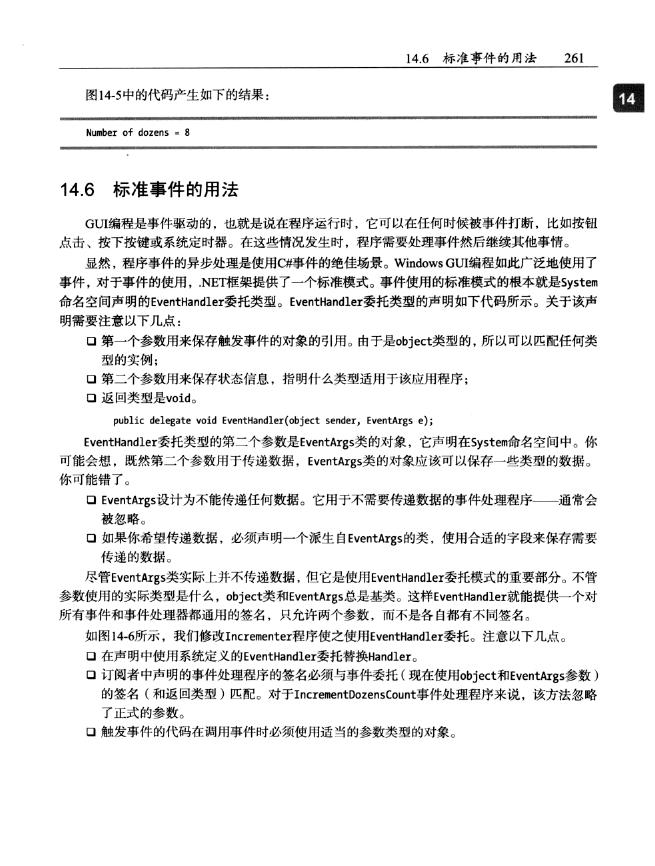 14.6 标准事件的用法 261
图14-5中的代码产生如下的结果：
14
Number of dozens = 8
14.6 标准事件的用法
GUI编程是事件驱动的，也就是说在程序运行时，它可以在任何时候被事件打断，比如按钮
点击、按下按键或系统定时器。在这些情况发生时，程序需要处理事件然后继续其他事情。
显然，程序事件的异步处理是使用C#事件的绝佳场景。Windows GUI编程如此广泛地使用了
事件，对于事件的使用，.NET框架提供了一个标准模式。事件使用的标准模式的根本就是System
命名空间声明的EventHandler委托类型。EventHandler委托类型的声明如下代码所示。关于该声
明需要注意以下几点：
❑ 第一个参数用来保存触发事件的对象的引用。由于是object类型的，所以可以匹配任何类
型的实例；
❑ 第二个参数用来保存状态信息，指明什么类型适用于该应用程序；
❑ 返回类型是void。
public delegate void EventHandler(object sender, EventArgs e);
EventHandler委托类型的第二个参数是EventArgs类的对象，它声明在System命名空间中。你
可能会想，既然第二个参数用于传递数据，EventArgs类的对象应该可以保存一些类型的数据。
你可能错了。
❑ EventArgs设计为不能传递任何数据。它用于不需要传递数据的事件处理程序——通常会
被忽略。
❑ 如果你希望传递数据，必须声明一个派生自EventArgs的类，使用合适的字段来保存需要
传递的数据。
尽管EventArgs类实际上并不传递数据，但它是使用EventHandler委托模式的重要部分。不管
参数使用的实际类型是什么，object类和EventArgs总是基类。这样EventHandler就能提供一个对
所有事件和事件处理器都通用的签名，只允许两个参数，而不是各自都有不同签名。
如图14-6所示，我们修改Incrementer程序使之使用EventHandler委托。注意以下几点。
❑ 在声明中使用系统定义的EventHandler委托替换Handler。
❑ 订阅者中声明的事件处理程序的签名必须与事件委托（现在使用object和EventArgs参数）
的签名（和返回类型）匹配。对于IncrementDozensCount事件处理程序来说，该方法忽略
了正式的参数。
❑ 触发事件的代码在调用事件时必须使用适当的参数类型的对象。